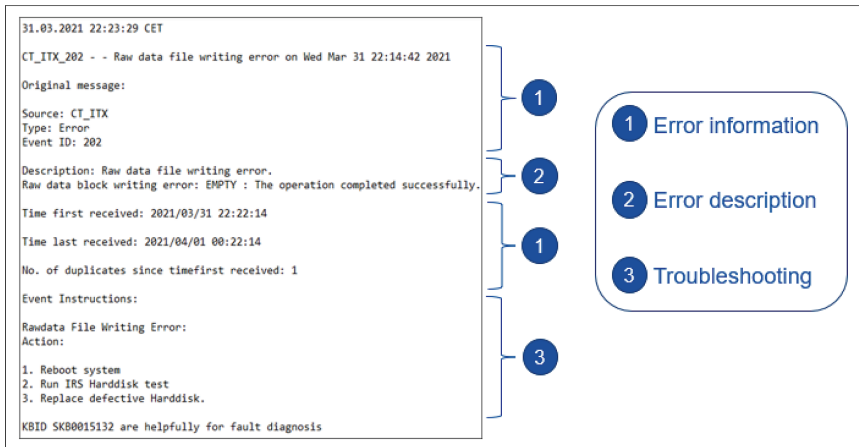 31.03.2021 22:23:29 CET
CT_ITX_202 - - Raw data file writing error on Wed Mar 31 22:14:42 2021
Original message:
Source: CT_ITX
Type: Error
Event ID: 202
1
Description: Raw data file writing error.
Raw data block writing error: EMPTY : The operation completed successfully.
2
Time first received: 2021/03/31 22:22:14
Time last received: 2021/04/01 00:22:14
No. of duplicates since timefirst received: 1
1
Event Instructions:
Rawdata File Writing Error:
Action:
1. Reboot system
2. Run IRS Harddisk test
3. Replace defective Harddisk.
KBID SKB0015132 are helpfully for fault diagnosis
3
1 Error information
2 Error description
3 Troubleshooting